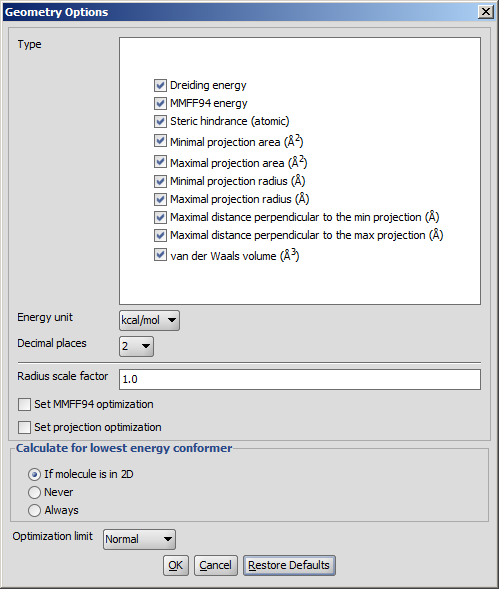 Geometry Options
Type
Dreiding energy
MMFF94 energy
Steric hindrance (atomic)
Minimal projection area (Å²)
Maximal projection area (Å²)
Minimal projection radius (Å)
Maximal projection radius (Å)
Maximal distance perpendicular to the min projection (Å)
Maximal distance perpendicular to the max projection (Å)
van der Waals volume (Å³)
Energy unit kcal/mol
Decimal places 2
Radius scale factor 1.0
Set MMFF94 optimization
Set projection optimization
Calculate for lowest energy conformer
If molecule is in 2D
Never
Always
Optimization limit Normal
OK Cancel Restore Defaults